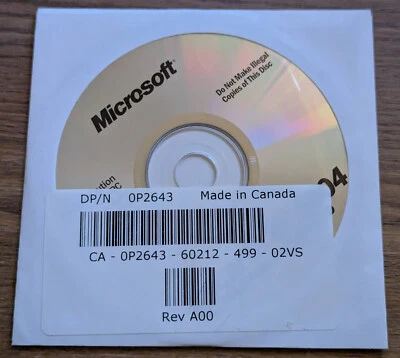 Microsoft®
Do Not Make Illegal
Copies of This Disc
04
DP/N 0P2643 Made in Canada
CA - 0P2643 - 60212 - 499 - 02VS
Rev A00